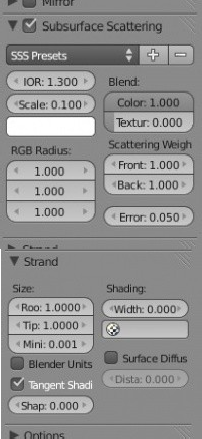 Mirror
Subsurface Scattering
SSS Presets
IOR: 1.300
Blend:
Scale: 0.100
Color: 1.000
Textur: 0.000
RGB Radius:
Scattering Weigh
1.000
Front: 1.000
1.000
Back: 1.000
1.000
Error: 0.050
Strand
Strand
Size:
Shading:
Roo: 1.0000
Width: 0.000
Tip: 1.0000
Mini: 0.001
Blender Units
Surface Diffus
Tangent Shadi
Dista: 0.000
Shap: 0.000
Options